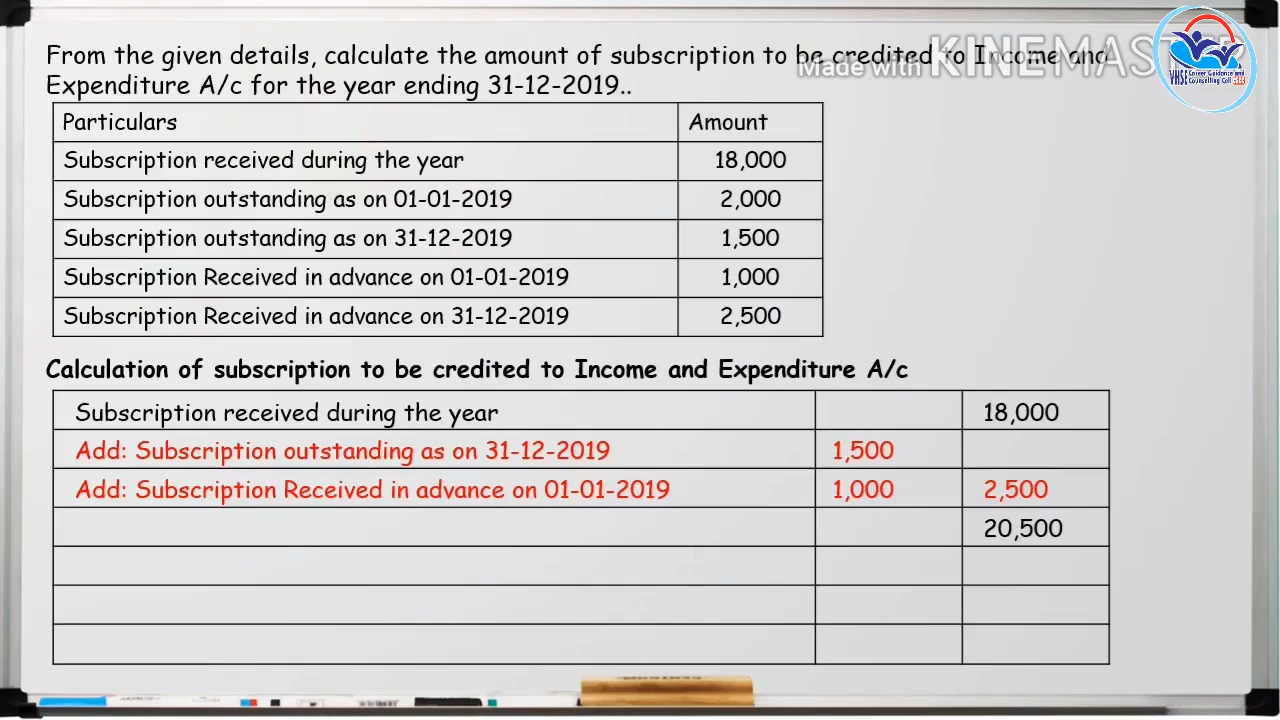 From the given details, calculate the amount of subscription to be credited to Income and
Expenditure A/c for the year ending 31-12-2019..
Made with KINEMASTER
VHSE Career Guidance and
Counselling Cell
Particulars Amount
Subscription received during the year 18,000
Subscription outstanding as on 01-01-2019 2,000
Subscription outstanding as on 31-12-2019 1,500
Subscription Received in advance on 01-01-2019 1,000
Subscription Received in advance on 31-12-2019 2,500
Calculation of subscription to be credited to Income and Expenditure A/c
Subscription received during the year 18,000
Add: Subscription outstanding as on 31-12-2019 1,500
Add: Subscription Received in advance on 01-01-2019 1,000 2,500
20,500